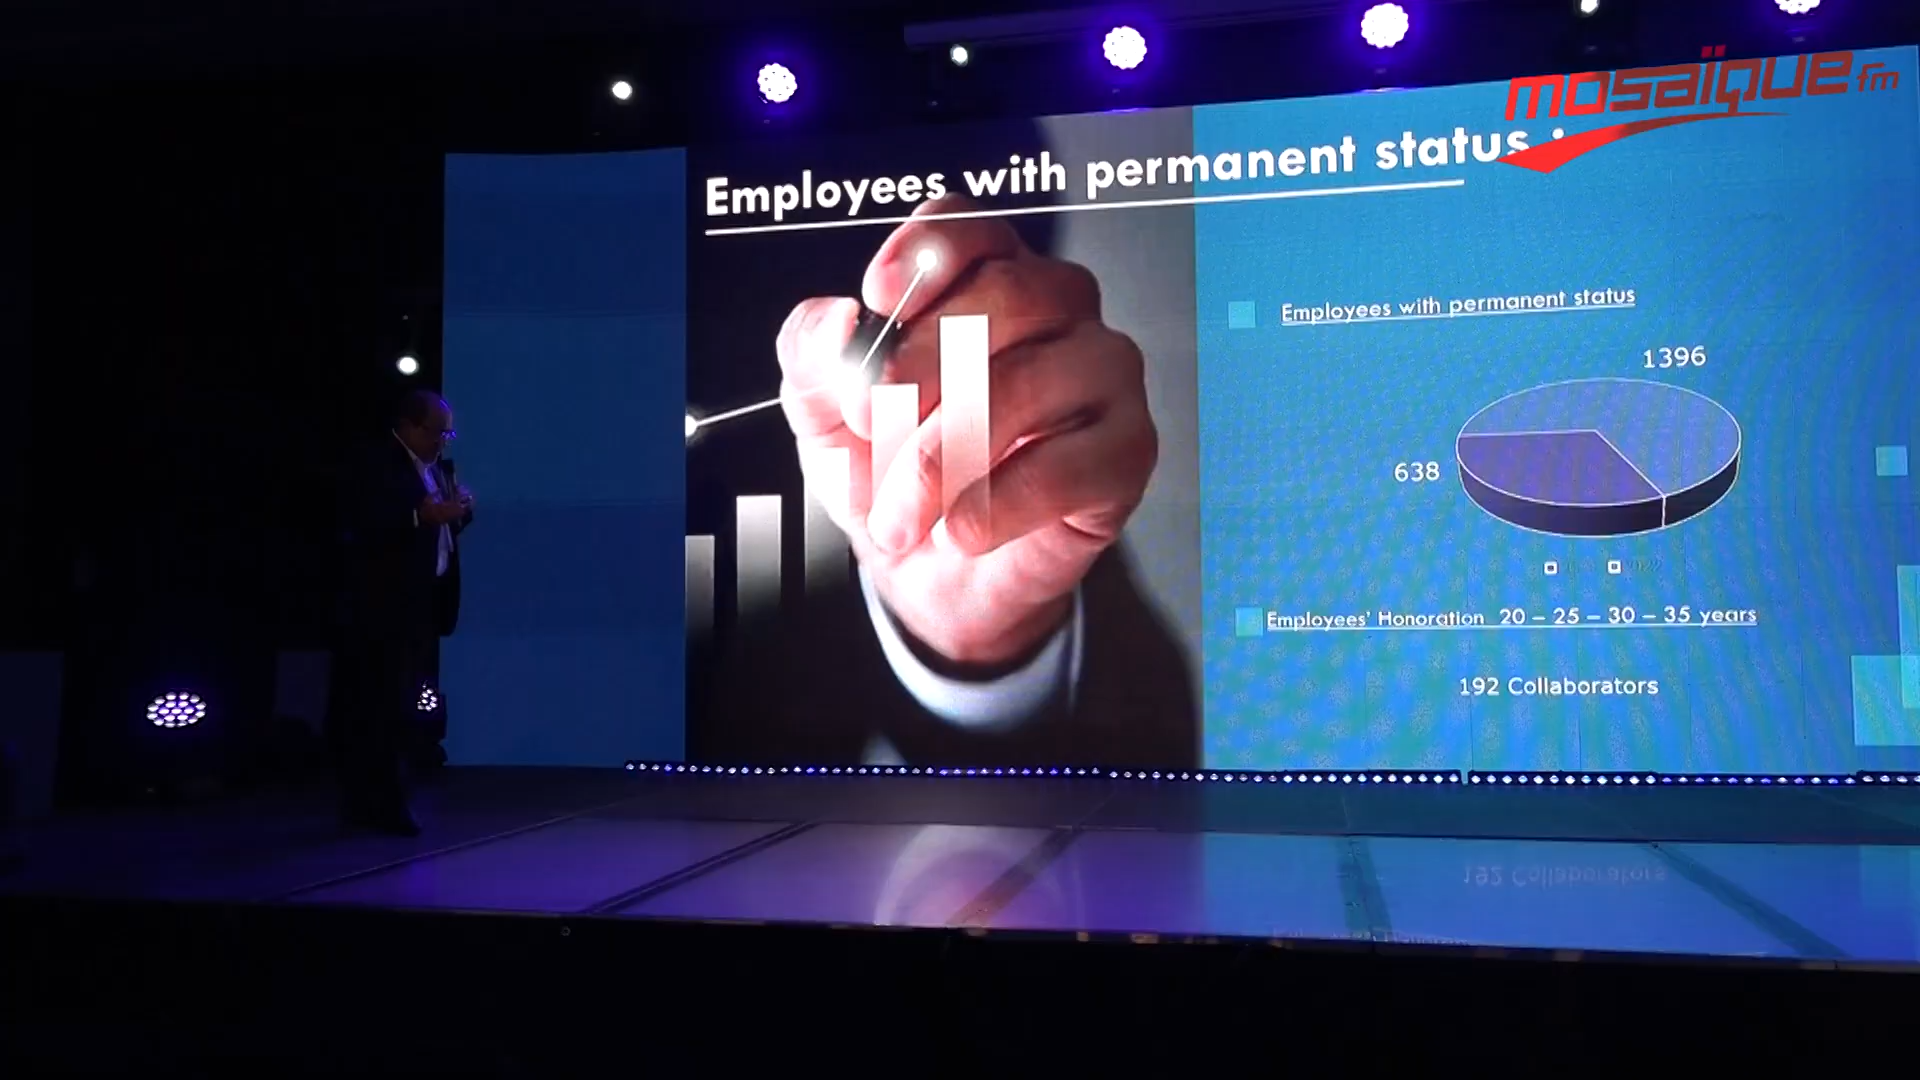 mosaïque fm
Employees with permanent status :
Employees with permanent status
1396
638
Employees' Honoration 20 – 25 – 30 – 35 years
192 Collaborators